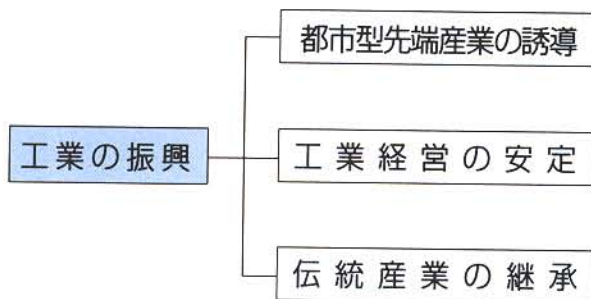 都市型先端産業の誘導
工業の振興
工業経営の安定
伝統産業の継承